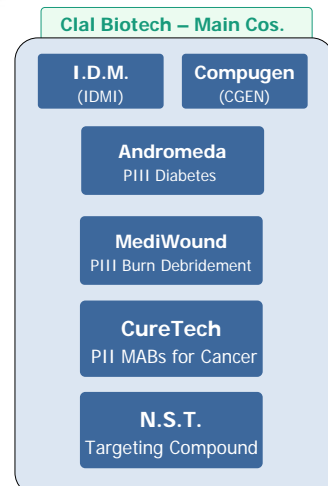 Clal Biotech – Main Cos.
I.D.M.
(IDMI)
Compugen
(CGEN)
Andromeda
PIII Diabetes
MediWound
PIII Burn Debridement
CureTech
PII MABs for Cancer
N.S.T.
Targeting Compound